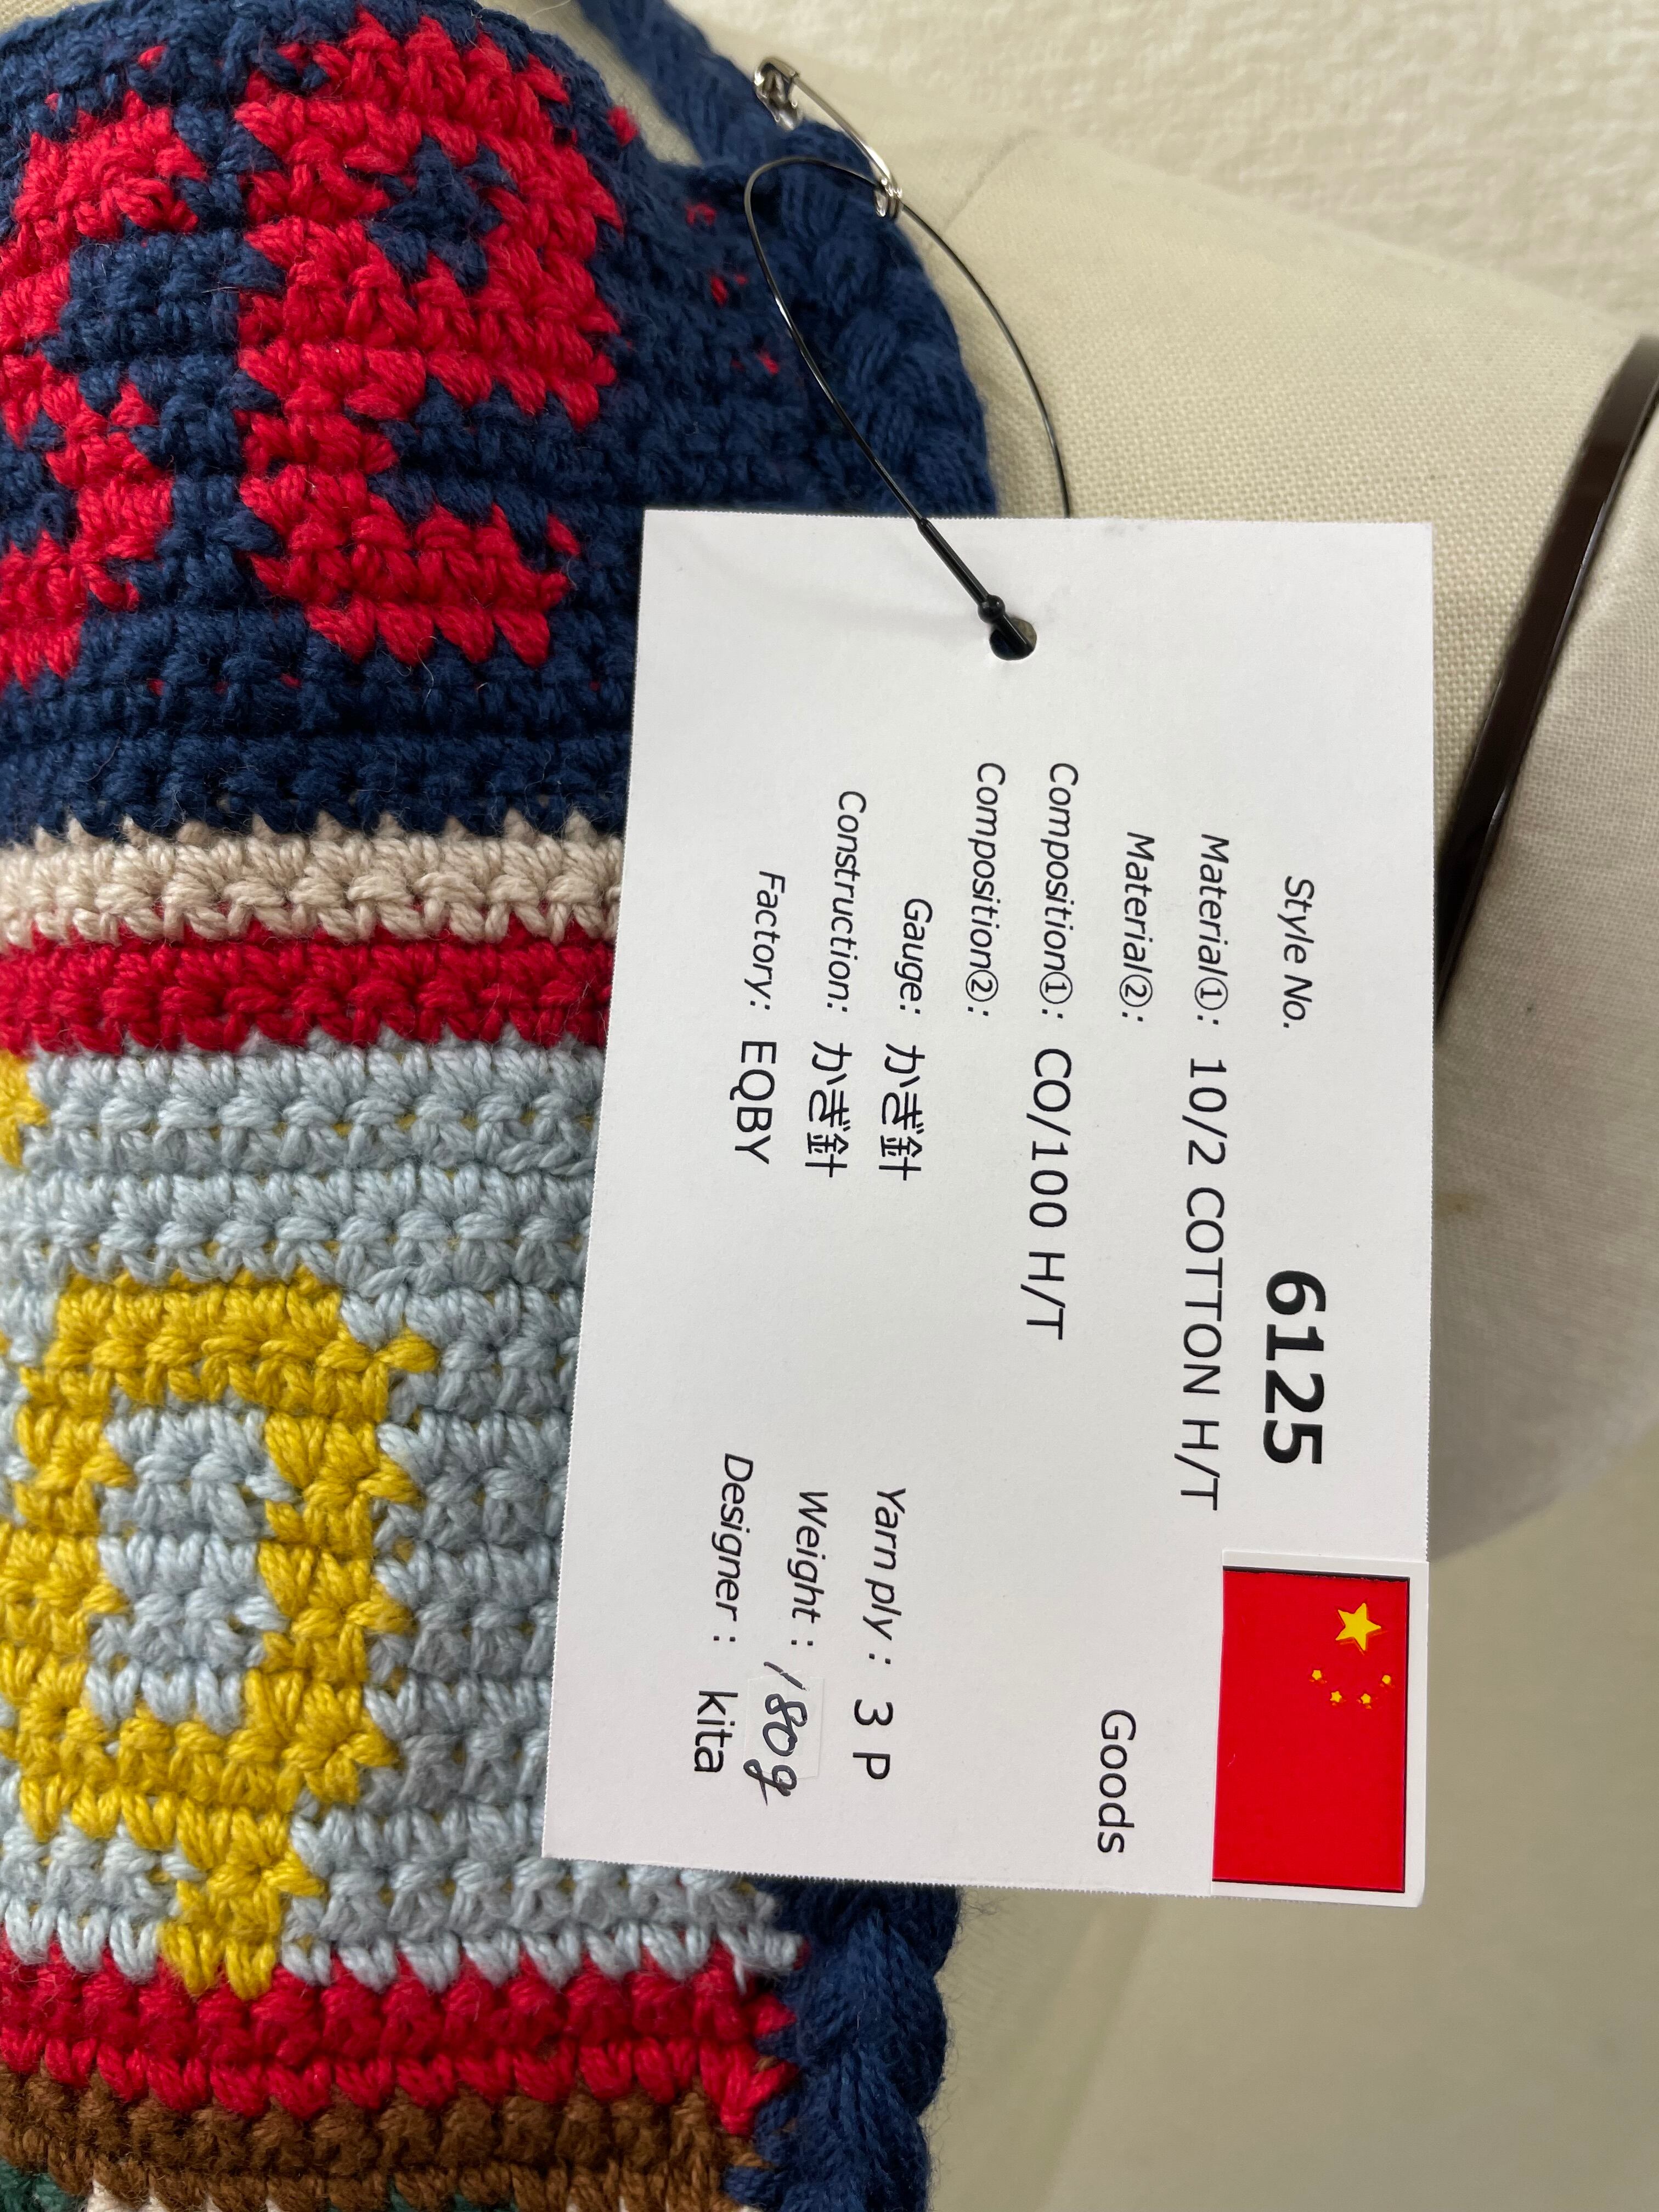 Style No. 6125
Material①: 10/2 COTTON H/T
Material②:
Goods
Composition①: CO/100 H/T
Composition②:
Gauge: かぎ針 Yarn ply : 3 P
Construction: かぎ針 Weight : 180g
Factory: EQBY Designer : kita